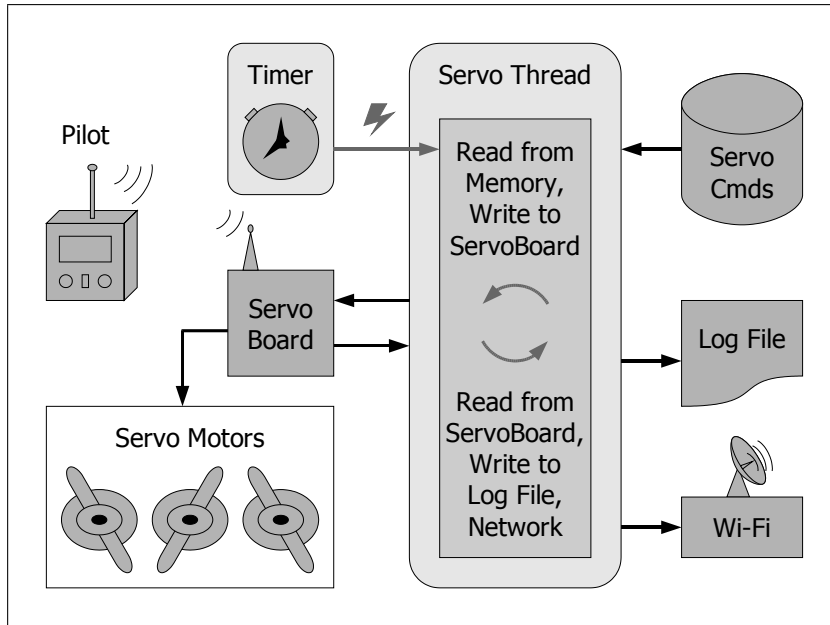 Timer
Servo Thread
Pilot
Read from
Memory,
Write to
ServoBoard
Servo
Cmds
Servo
Board
Log File
Read from
ServoBoard,
Write to
Log File,
Network
Servo Motors
Wi-Fi